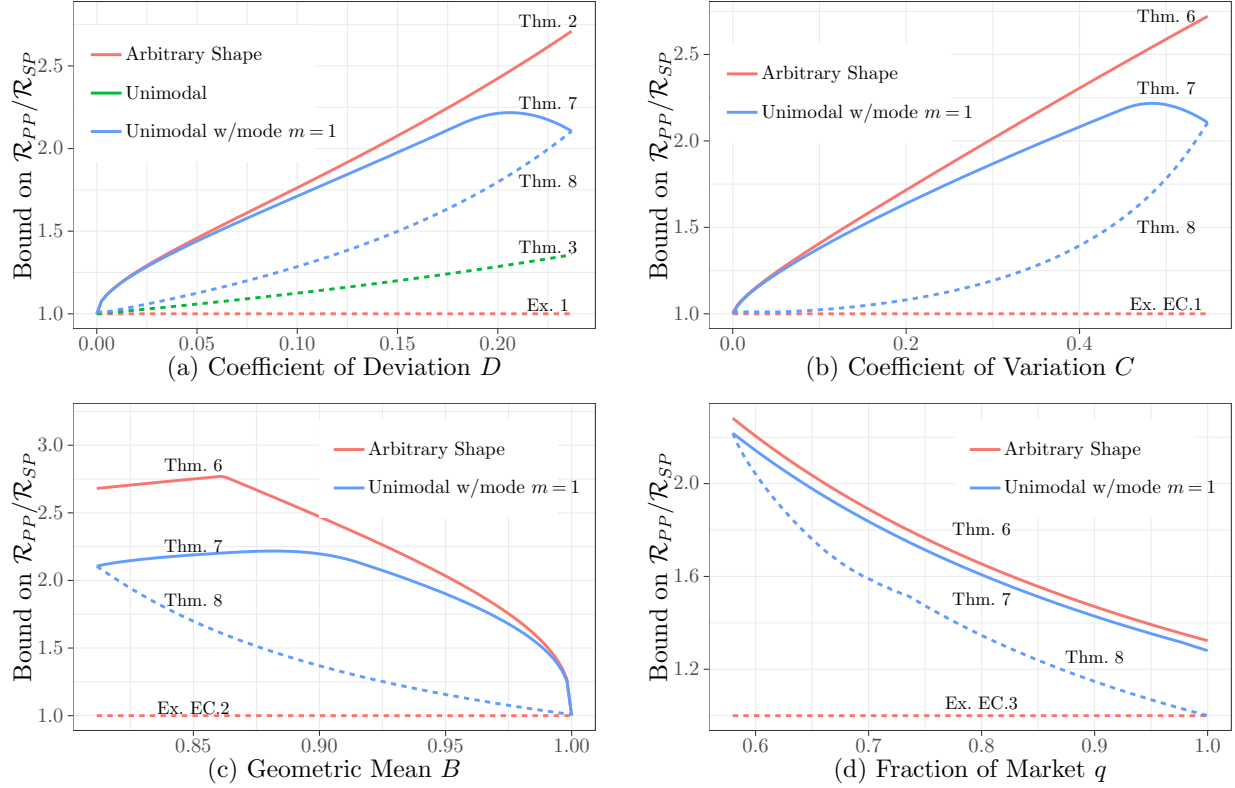 Thm. 2
Arbitrary Shape
Unimodal
Unimodal w/mode m = 1
Thm. 7
Thm. 8
Thm. 3
Ex. 1
Bound on R_PP/R_SP
2.5
2.0
1.5
1.0
0.00 0.05 0.10 0.15 0.20
(a) Coefficient of Deviation D
Thm. 6
Arbitrary Shape
Unimodal w/mode m = 1
Thm. 7
Thm. 8
Ex. EC.1
Bound on R_PP/R_SP
2.5
2.0
1.5
1.0
0.0 0.2 0.4
(b) Coefficient of Variation C
Arbitrary Shape
Unimodal w/mode m = 1
Thm. 6
Thm. 7
Thm. 8
Ex. EC.2
Bound on R_PP/R_SP
3.0
2.5
2.0
1.5
1.0
0.85 0.90 0.95 1.00
(c) Geometric Mean B
Arbitrary Shape
Unimodal w/mode m = 1
Thm. 6
Thm. 7
Thm. 8
Ex. EC.3
Bound on R_PP/R_SP
2.0
1.6
1.2
0.6 0.7 0.8 0.9 1.0
(d) Fraction of Market q